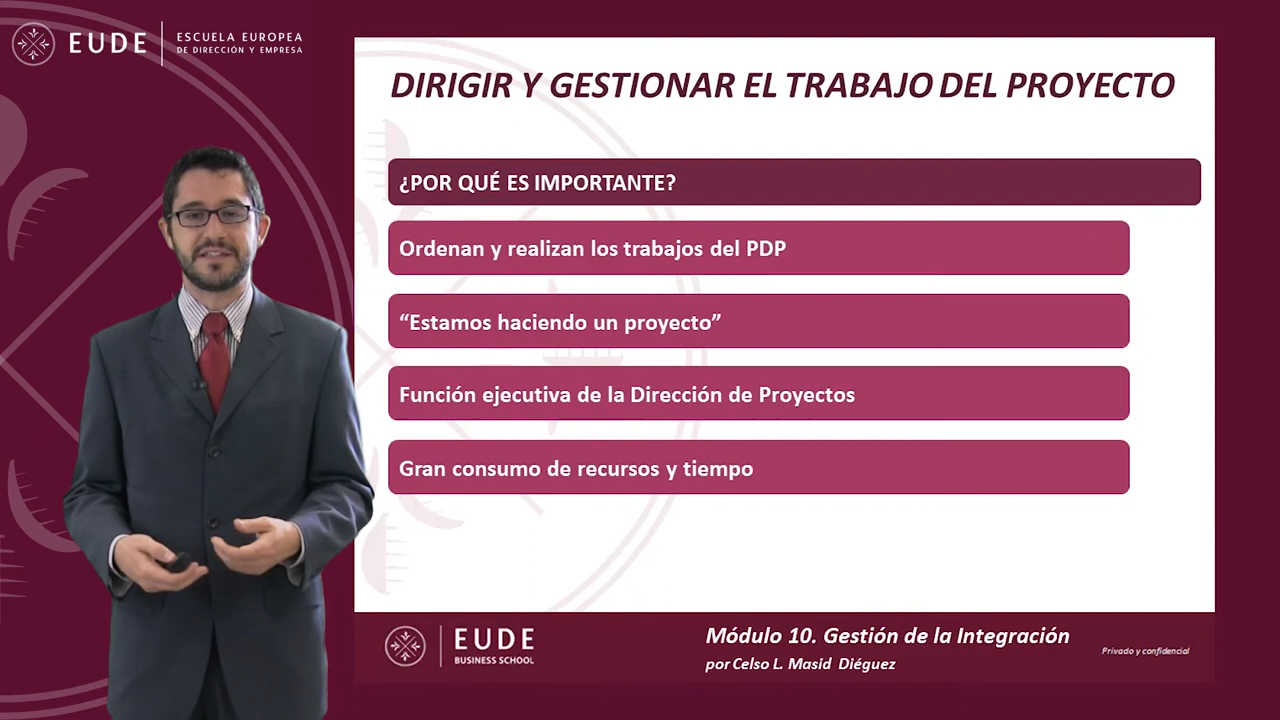 EUDE
ESCUELA EUROPEA
DE DIRECCIÓN Y EMPRESA
DIRIGIR Y GESTIONAR EL TRABAJO DEL PROYECTO
¿POR QUÉ ES IMPORTANTE?
Ordenan y realizan los trabajos del PDP
“Estamos haciendo un proyecto”
Función ejecutiva de la Dirección de Proyectos
Gran consumo de recursos y tiempo
EUDE
BUSINESS SCHOOL
Módulo 10. Gestión de la Integración
por Celso L. Masid Diéguez
Privado y confidencial